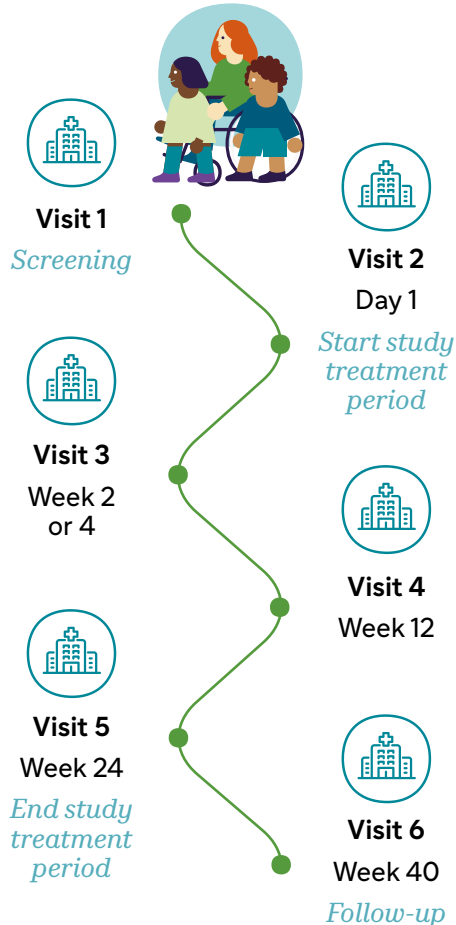 Visit 1
Screening
Visit 2
Day 1
Start study
treatment
period
Visit 3
Week 2
or 4
Visit 4
Week 12
Visit 5
Week 24
End study
treatment
period
Visit 6
Week 40
Follow-up